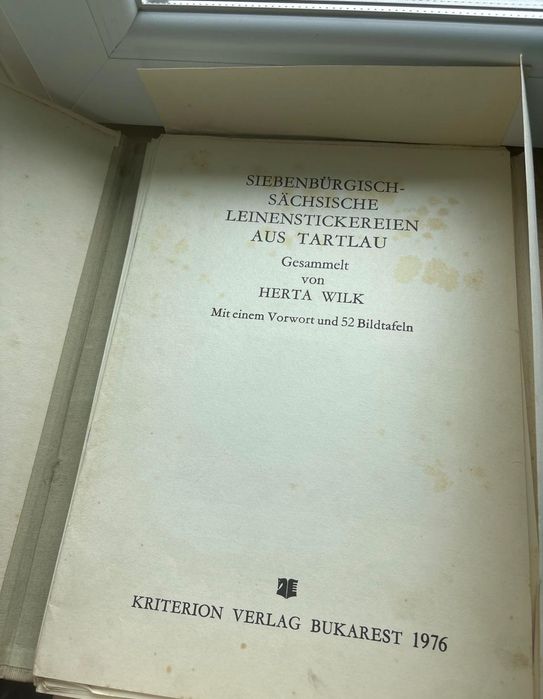 SIEBENBÜRGISCH-
SÄCHSISCHE
LEINENSTICKEREIEN
AUS TARTLAU
Gesammelt
von
HERTA WILK
Mit einem Vorwort und 52 Bildtafeln
KRITERION VERLAG BUKAREST 1976